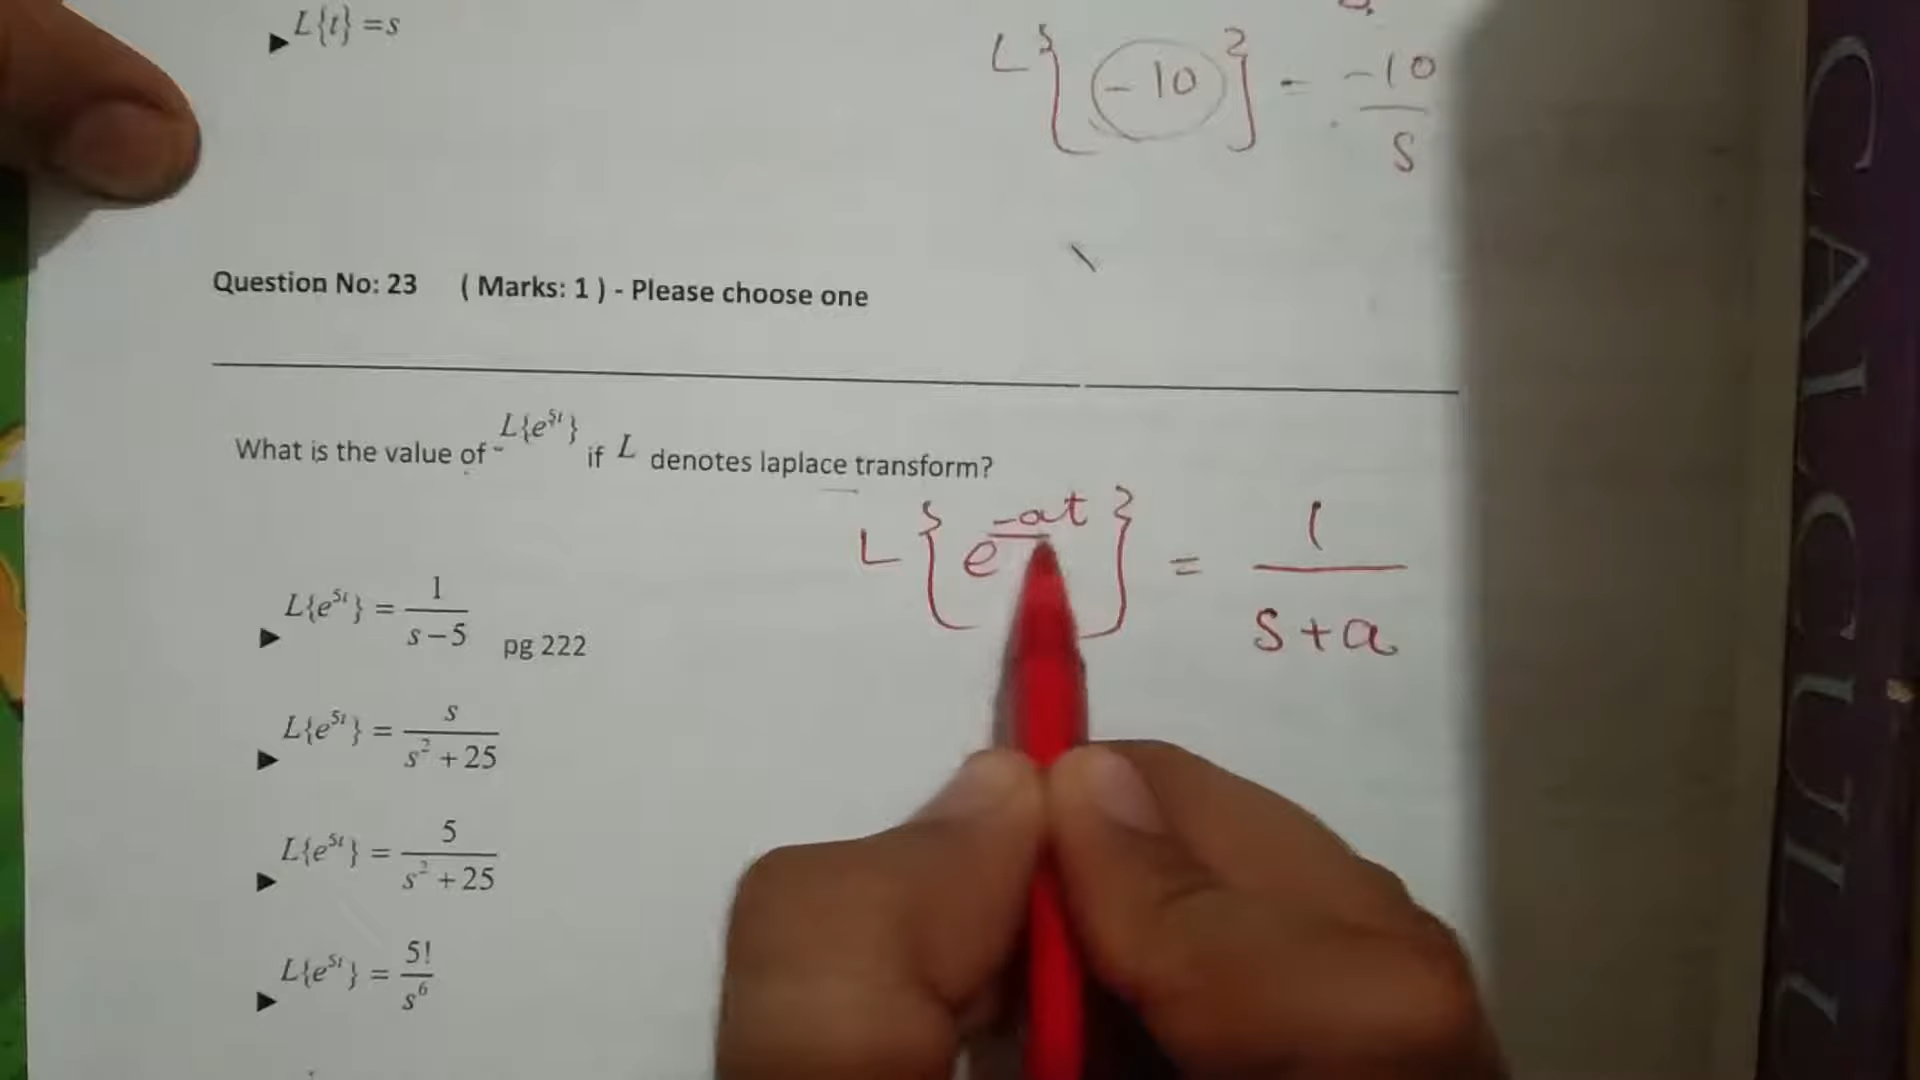 L{t} = s
L{-10} = -10/s
Question No: 23 ( Marks: 1 ) - Please choose one
What is the value of L{e^{5t}} if L denotes laplace transform?
L{e^{-at}} = 1/(s+a)
L{e^{5t}} = 1/(s-5) pg 222
L{e^{5t}} = s/(s^2+25)
L{e^{5t}} = 5/(s^2+25)
L{e^{5t}} = 5!/s^6